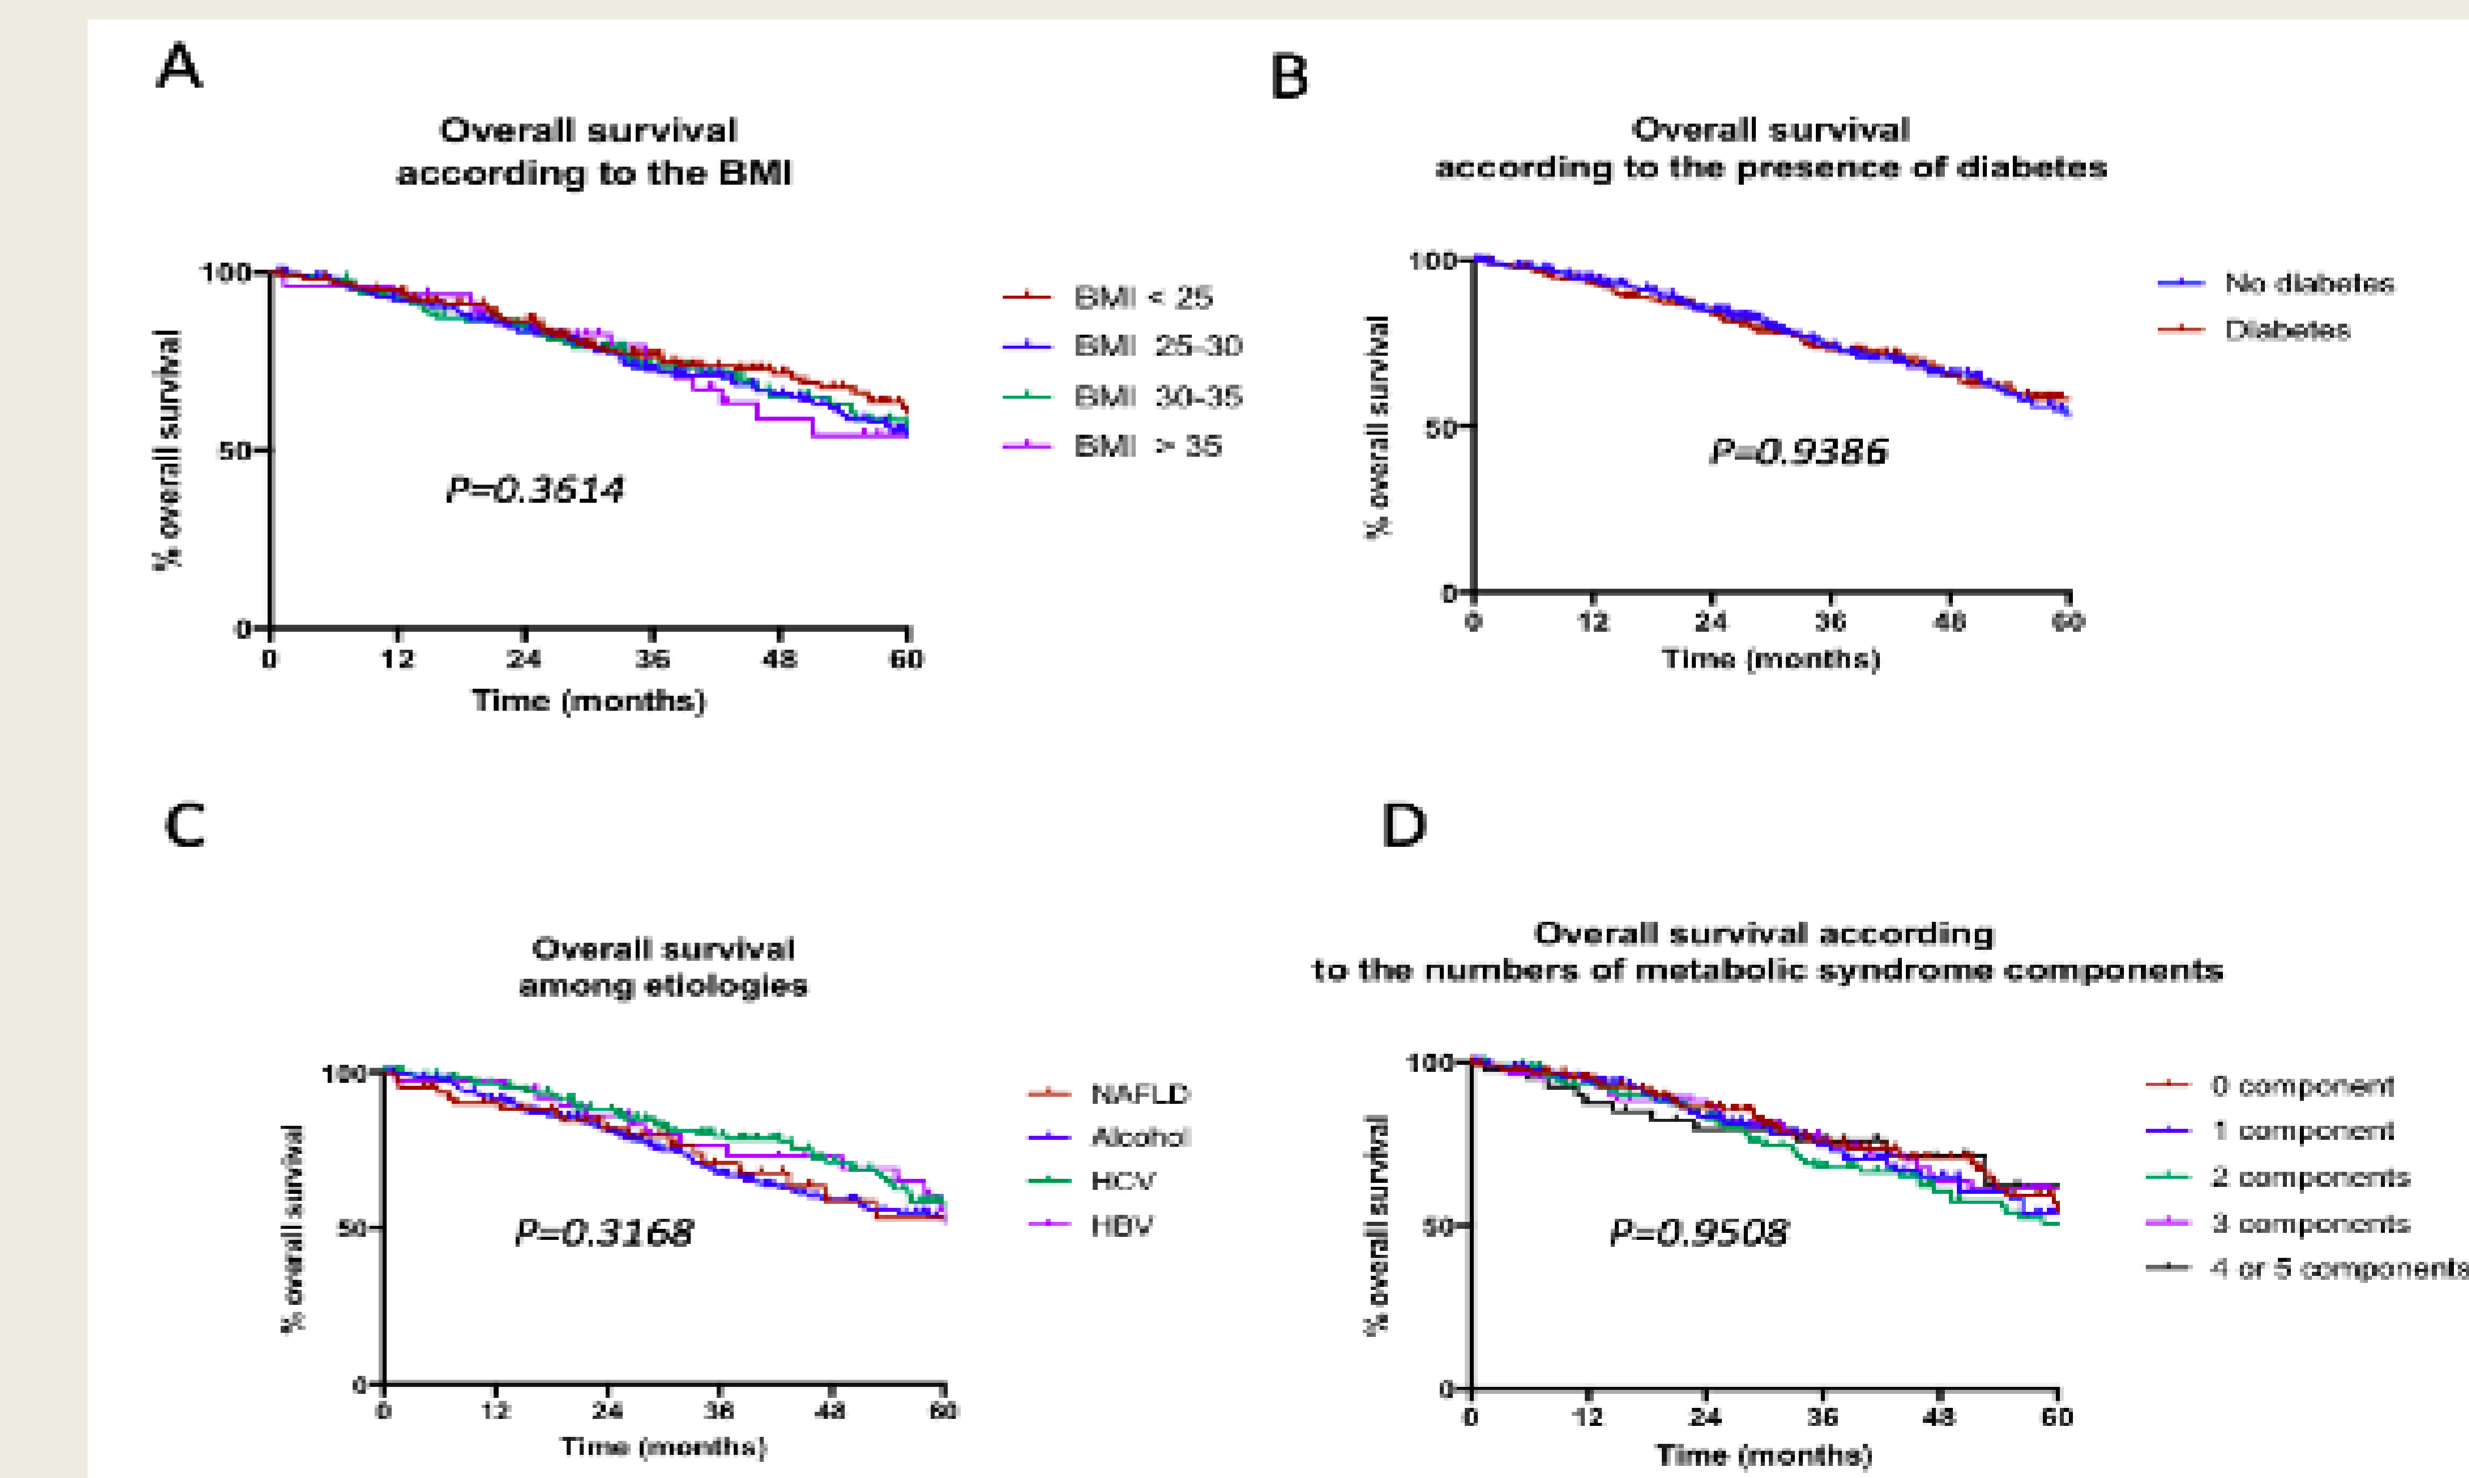 A
Overall survival
according to the BMI
% overall survival
100
50
0
0 12 24 36 48 60
Time (months)
P=0.3614
BMI < 25
BMI 25-30
BMI 30-35
BMI > 35
B
Overall survival
according to the presence of diabetes
% overall survival
100
50
0
0 12 24 36 48 60
Time (months)
P=0.9386
No diabetes
Diabetes
C
Overall survival
among etiologies
% overall survival
100
50
0
0 12 24 36 48 60
Time (months)
P=0.3168
NAFLD
Alcohol
HCV
HBV
D
Overall survival according
to the numbers of metabolic syndrome components
% overall survival
100
50
0
0 12 24 36 48 60
Time (months)
P=0.9508
0 component
1 component
2 components
3 components
4 or 5 components